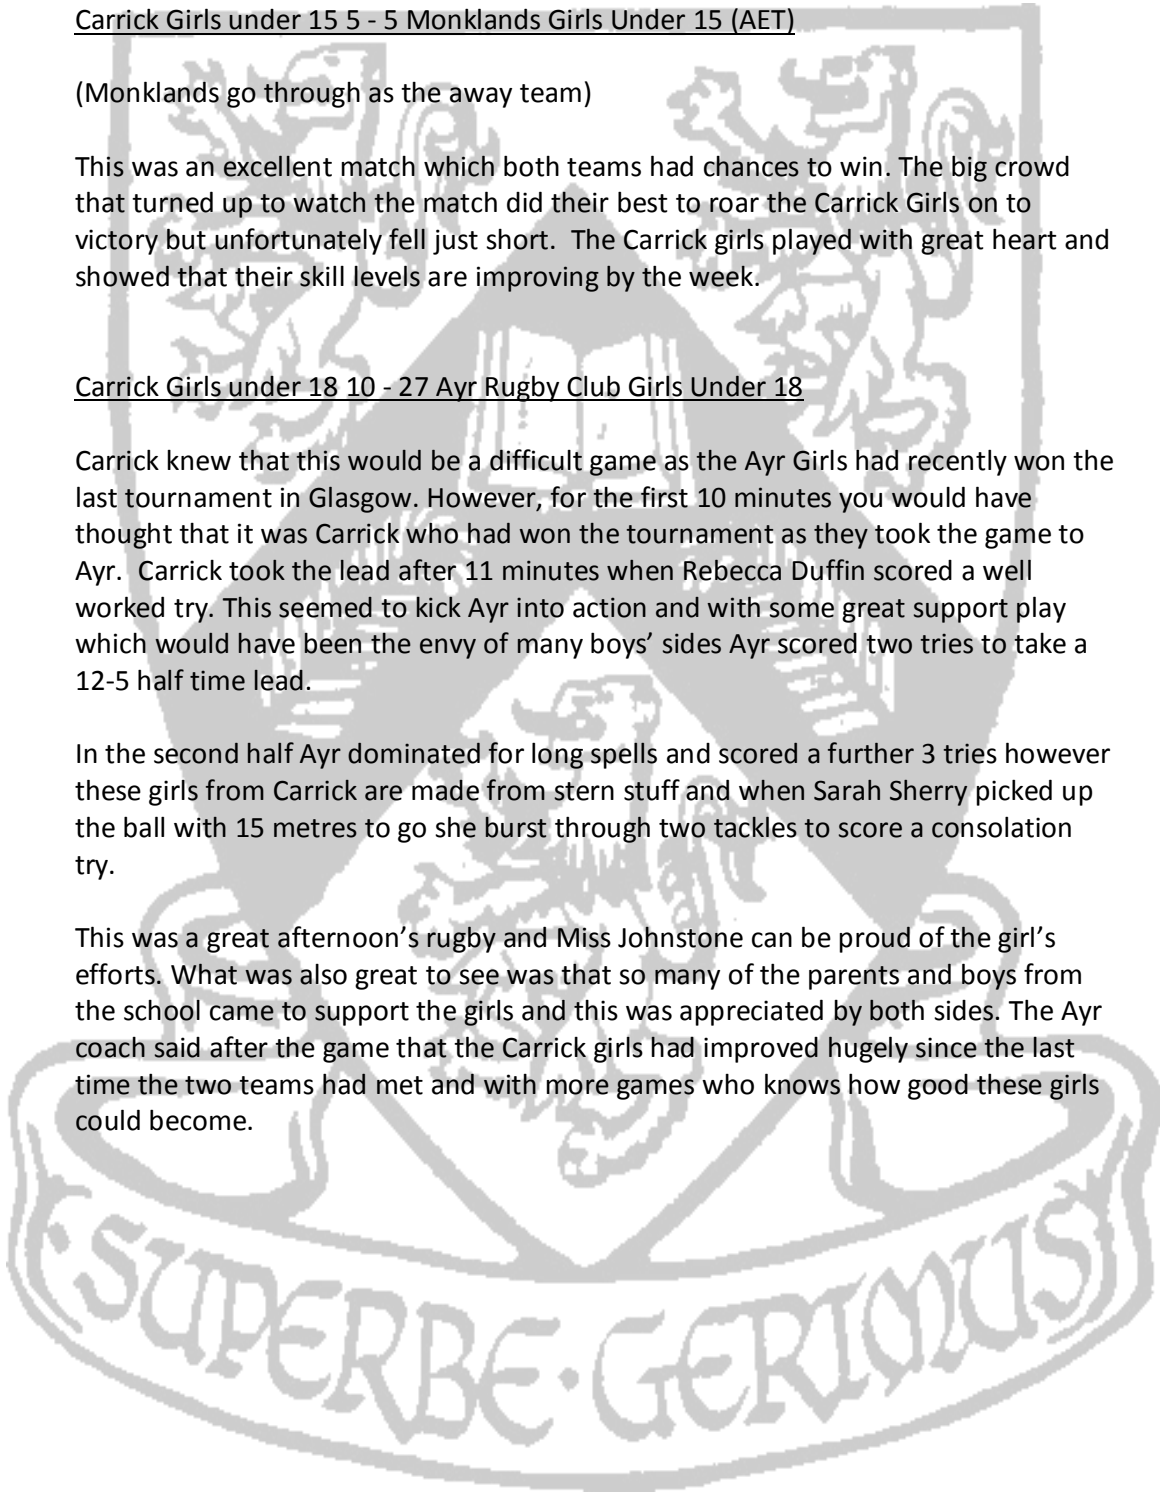 Carrick Girls under 15 5 - 5 Monklands Girls Under 15 (AET)
(Monklands go through as the away team)
This was an excellent match which both teams had chances to win. The big crowd
that turned up to watch the match did their best to roar the Carrick Girls on to
victory but unfortunately fell just short.  The Carrick girls played with great heart and
showed that their skill levels are improving by the week.
Carrick Girls under 18 10 - 27 Ayr Rugby Club Girls Under 18
Carrick knew that this would be a difficult game as the Ayr Girls had recently won the
last tournament in Glasgow. However, for the first 10 minutes you would have
thought that it was Carrick who had won the tournament as they took the game to
Ayr.  Carrick took the lead after 11 minutes when Rebecca Duffin scored a well
worked try. This seemed to kick Ayr into action and with some great support play
which would have been the envy of many boys’ sides Ayr scored two tries to take a
12-5 half time lead.
In the second half Ayr dominated for long spells and scored a further 3 tries however
these girls from Carrick are made from stern stuff and when Sarah Sherry picked up
the ball with 15 metres to go she burst through two tackles to score a consolation
try.
This was a great afternoon’s rugby and Miss Johnstone can be proud of the girl’s
efforts. What was also great to see was that so many of the parents and boys from
the school came to support the girls and this was appreciated by both sides. The Ayr
coach said after the game that the Carrick girls had improved hugely since the last
time the two teams had met and with more games who knows how good these girls
could become.
SUPERBE·GERIMUS